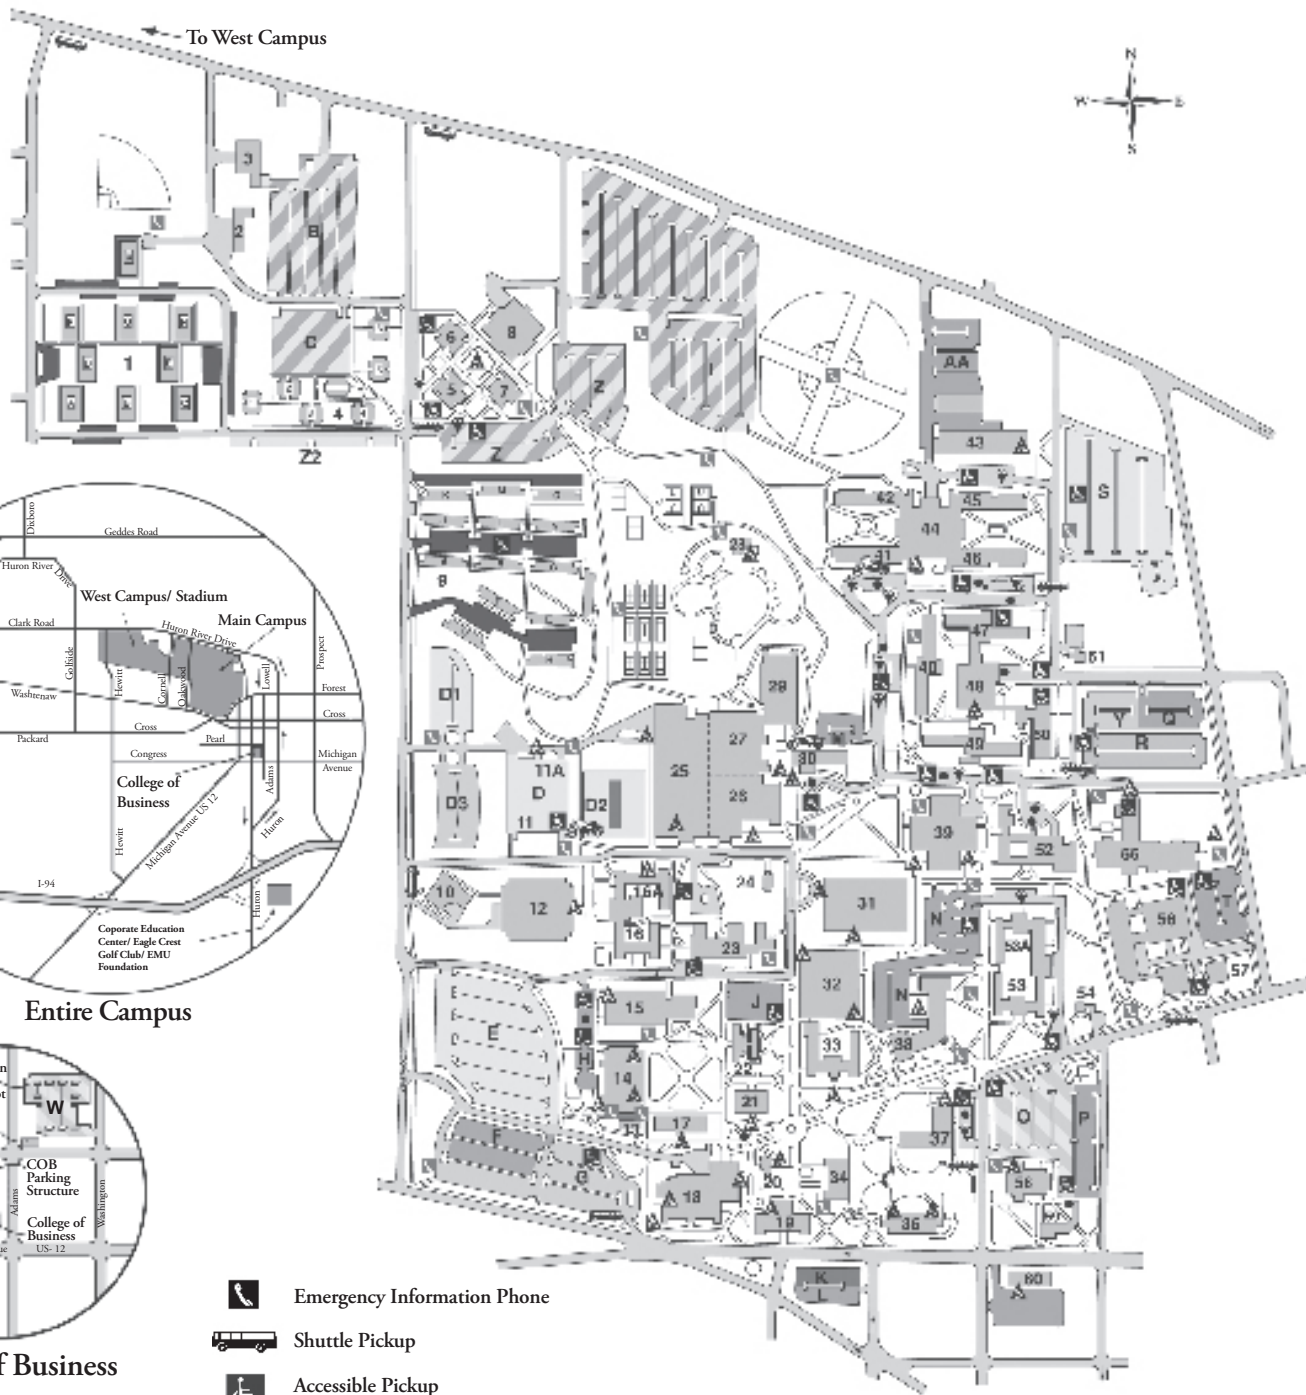 To West Campus
N
W
E
S
3
2
B
C
1
4
6
8
A
5
7
Z
Z
Z2
I
AA
43
S
42
45
44
41
46
9
47
40
48
61
49
50
Y
Q
R
D1
D3
11A
D
11
D2
25
27
26
29
M
30
39
52
10
12
16A
16
24
23
31
N
53A
53
T
57
54
E
15
J
32
N
33
38
H
14
13
22
21
17
37
O
P
F
G
18
20
19
34
K
L
60
Dixboro
Geddes Road
Huron River
Drive
West Campus/ Stadium
Clark Road
Huron River Drive
Main Campus
Golfside
Hewitt
Cornell
Oakwood
Lowell
Prospect
Washtenaw
Forest
Cross
Cross
Packard
Pearl
Congress
Michigan
Avenue
College of
Business
Adams
Michigan Avenue US 12
Huron
Hewitt
I-94
Huron
Coporate Education
Center/ Eagle Crest
Golf Club/ EMU
Foundation
Entire Campus
W
COB
Parking
Structure
Adams
Washington
College of
Business
US- 12
f Business
Emergency Information Phone
Shuttle Pickup
Accessible Pickup